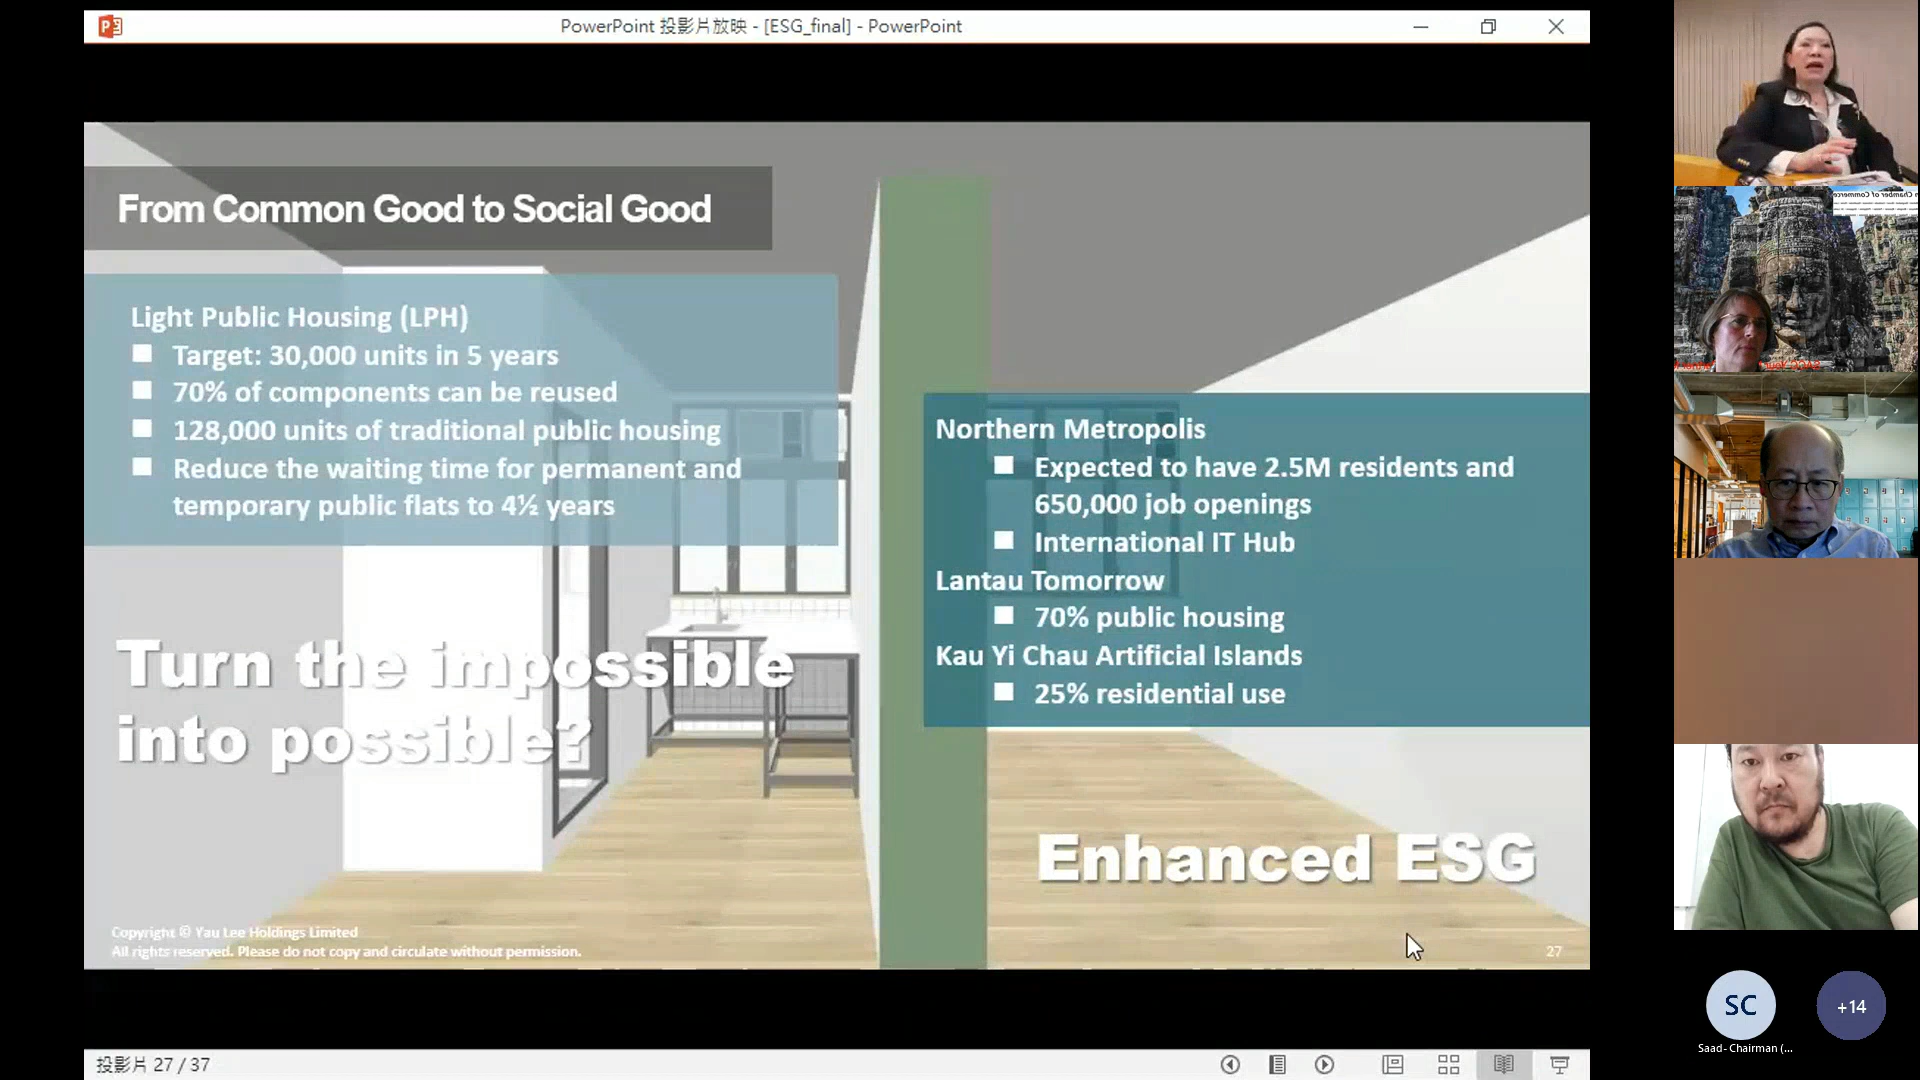 PowerPoint 投影片放映 - [ESG_final] - PowerPoint
From Common Good to Social Good
Light Public Housing (LPH)
Target: 30,000 units in 5 years
70% of components can be reused
128,000 units of traditional public housing
Reduce the waiting time for permanent and
temporary public flats to 4½ years
Turn the impossible
into possible?
Northern Metropolis
Expected to have 2.5M residents and
650,000 job openings
International IT Hub
Lantau Tomorrow
70% public housing
Kau Yi Chau Artificial Islands
25% residential use
Enhanced ESG
Copyright © Yau Lee Holdings Limited
All rights reserved. Please do not copy and circulate without permission.
27
投影片 27 / 37
Chamber of Commerce
SC
+14
Saad- Chairman (...